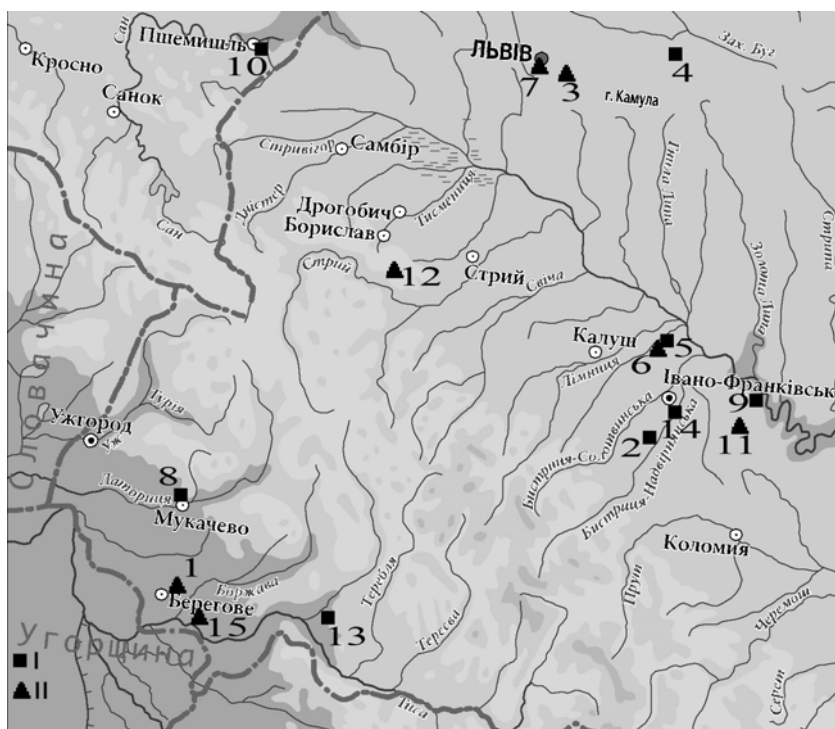 Сан
Пшемишль
10
Кросно
Санок
ЛЬВІВ
7
3
г. Камула
4
Зах. Буг
Стривігор
Самбір
Дністер
Сан
Дрогобич
Тисменица
Борислав
12
Стрий
Стрий
Свіча
Гнила Липа
Золота Липа
Стрипа
Словаччина
Калуш
Лімниця
5
6
Івано-Франківськ
9
14
11
2
Бистриця-Солотвинська
Бистриця-Надвірнянська
Турія
Ужгород
Уж
8
Латориця
Мукачево
Коломия
Прут
Черемош
Серет
1
Боржава
Берегове
15
13
Теребля
Тересва
Тиса
Угорщина
I
II